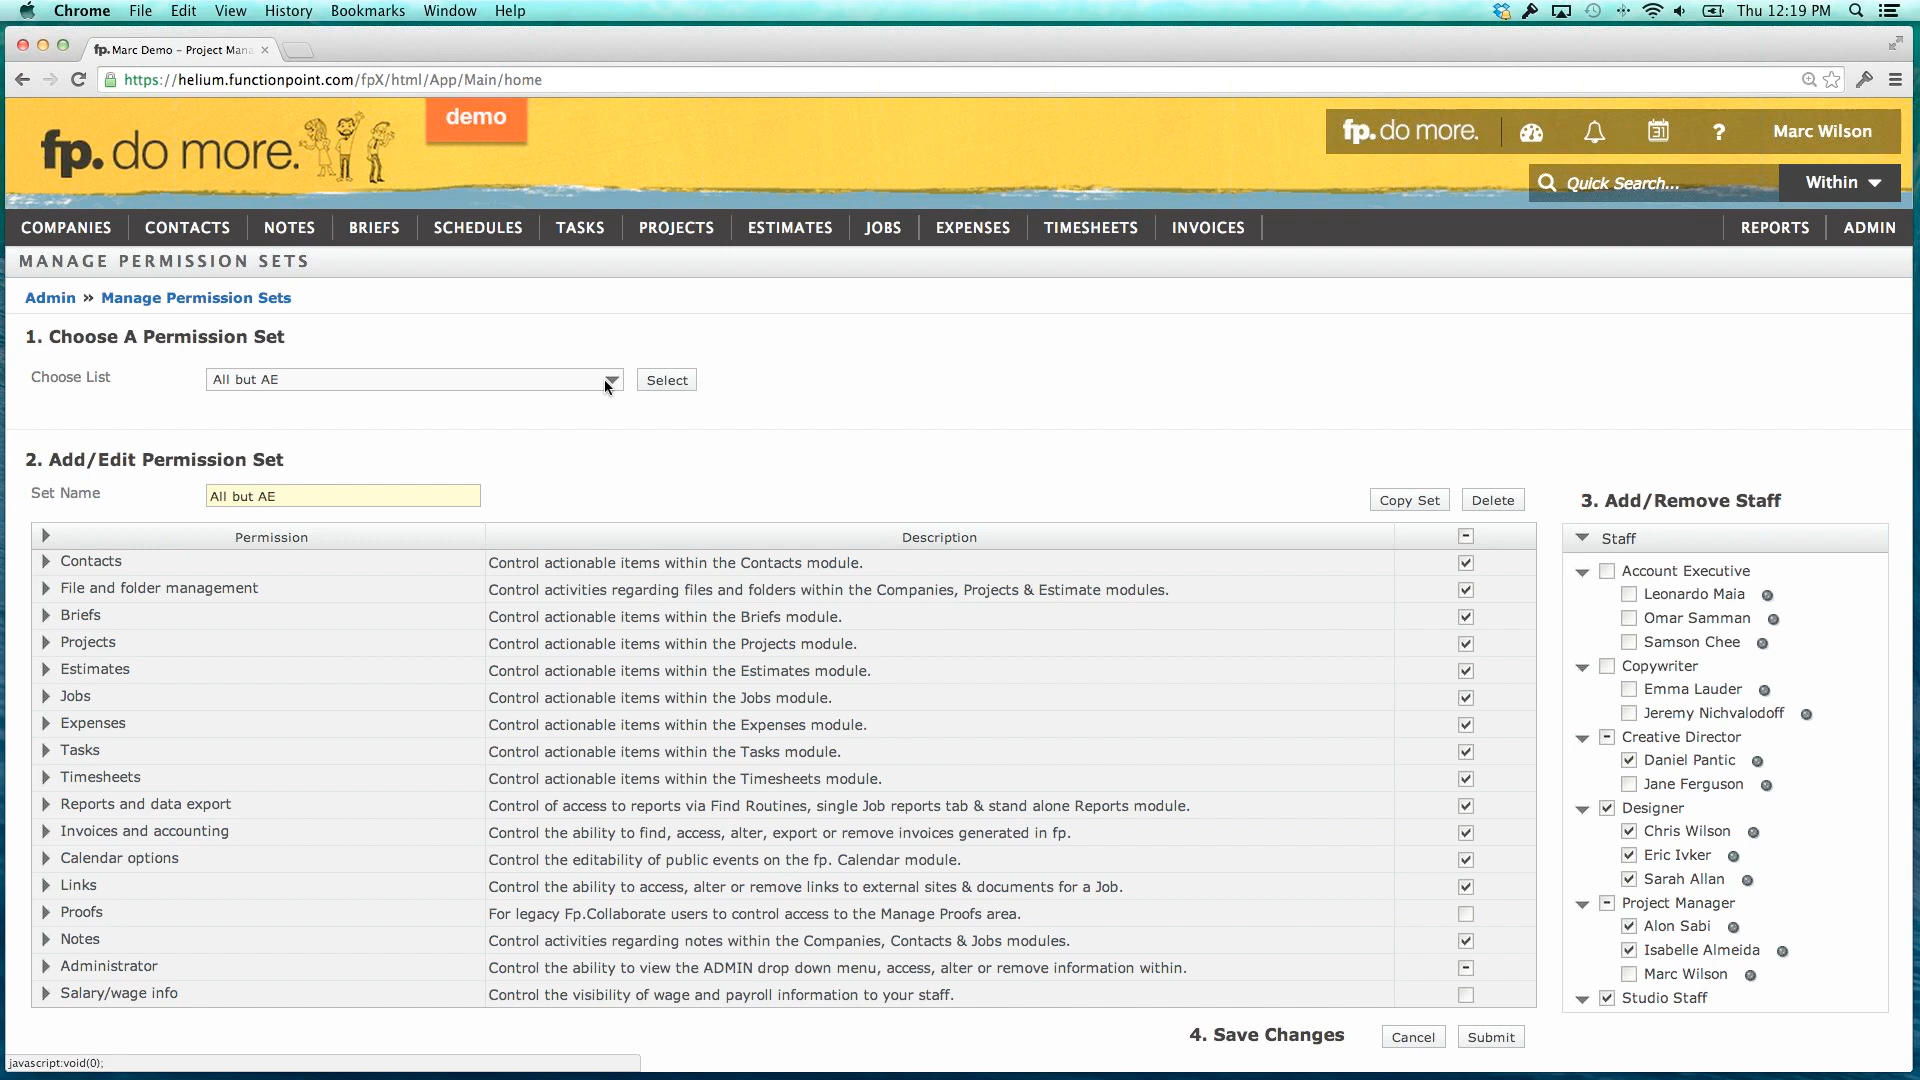 Chrome File Edit View History Bookmarks Window Help Thu 12:19 PM
fp. Marc Demo – Project Mana
https://helium.functionpoint.com/fpX/html/App/Main/home
demo
fp. do more.
fp. do more. 31 ? Marc Wilson
Quick Search... Within
COMPANIES CONTACTS NOTES BRIEFS SCHEDULES TASKS PROJECTS ESTIMATES JOBS EXPENSES TIMESHEETS INVOICES REPORTS ADMIN
MANAGE PERMISSION SETS
Admin » Manage Permission Sets
1. Choose A Permission Set
Choose List All but AE Select
2. Add/Edit Permission Set
Set Name All but AE Copy Set Delete
Permission Description
Contacts Control actionable items within the Contacts module.
File and folder management Control activities regarding files and folders within the Companies, Projects & Estimate modules.
Briefs Control actionable items within the Briefs module.
Projects Control actionable items within the Projects module.
Estimates Control actionable items within the Estimates module.
Jobs Control actionable items within the Jobs module.
Expenses Control actionable items within the Expenses module.
Tasks Control actionable items within the Tasks module.
Timesheets Control actionable items within the Timesheets module.
Reports and data export Control of access to reports via Find Routines, single Job reports tab & stand alone Reports module.
Invoices and accounting Control the ability to find, access, alter, export or remove invoices generated in fp.
Calendar options Control the editability of public events on the fp. Calendar module.
Links Control the ability to access, alter or remove links to external sites & documents for a Job.
Proofs For legacy Fp.Collaborate users to control access to the Manage Proofs area.
Notes Control activities regarding notes within the Companies, Contacts & Jobs modules.
Administrator Control the ability to view the ADMIN drop down menu, access, alter or remove information within.
Salary/wage info Control the visibility of wage and payroll information to your staff.
3. Add/Remove Staff
Staff
Account Executive
Leonardo Maia
Omar Samman
Samson Chee
Copywriter
Emma Lauder
Jeremy Nichvalodoff
Creative Director
Daniel Pantic
Jane Ferguson
Designer
Chris Wilson
Eric Ivker
Sarah Allan
Project Manager
Alon Sabi
Isabelle Almeida
Marc Wilson
Studio Staff
4. Save Changes Cancel Submit
javascript:void(0);